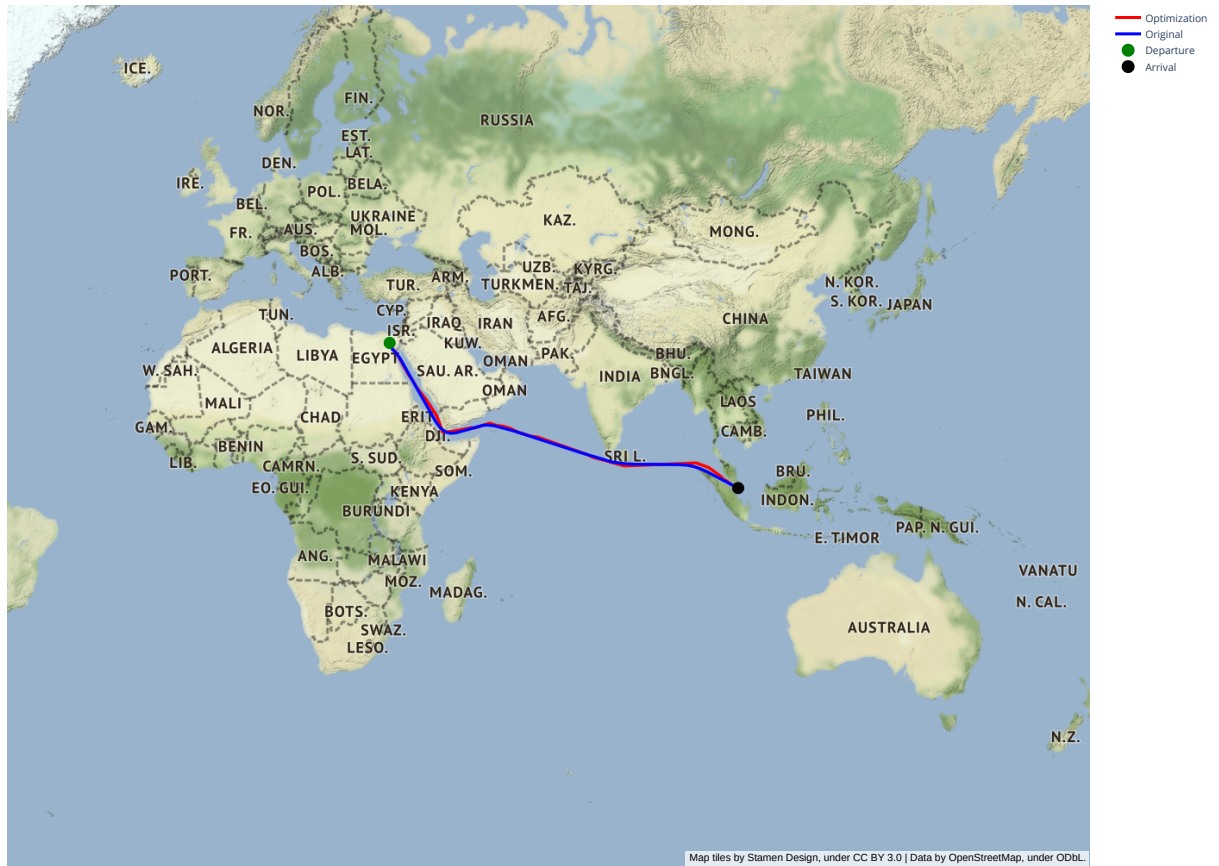 Optimization
Original
Departure
Arrival
ICE.
NOR.
FIN.
RUSSIA
EST.
LAT.
DEN.
IRE.
BEL.
POL.
BELA.
UKRAINE
FR.
AUS.
MOL.
BOS.
ALB.
PORT.
KAZ.
MONG.
UZB.
KYRG.
TURKMEN.
TAJ.
TUR.
ARM.
N. KOR.
S. KOR.
JAPAN
CYP.
TUN.
ISR.
IRAQ
IRAN
AFG.
CHINA
ALGERIA
LIBYA
EGYPT
KUW.
PAK.
BHU.
W. SAH.
SAU. AR.
OMAN
INDIA
BNGL.
TAIWAN
OMAN
MALI
CHAD
ERIT.
LAOS
PHIL.
GAM.
BENIN
DJI.
CAMB.
LIB.
CAMRN.
S. SUD.
SOM.
SRI L.
BRU.
EO. GUI.
KENYA
INDON.
BURUNDI
PAP. N. GUI.
E. TIMOR
ANG.
MALAWI
MOZ.
MADAG.
VANATU
BOTS.
N. CAL.
SWAZ.
LESO.
AUSTRALIA
N.Z.
Map tiles by Stamen Design, under CC BY 3.0 | Data by OpenStreetMap, under ODbL.